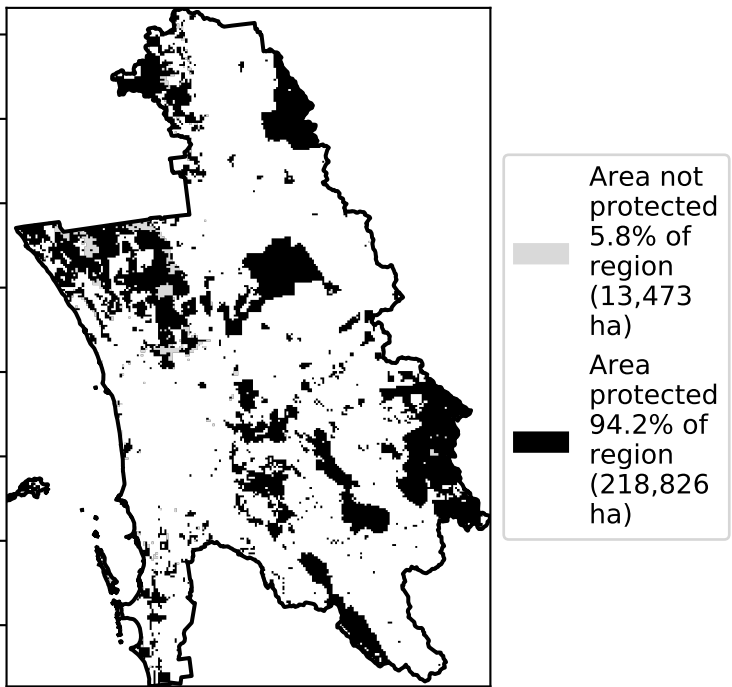 Area not
protected
5.8% of
region
(13,473
ha)
Area
protected
94.2% of
region
(218,826
ha)